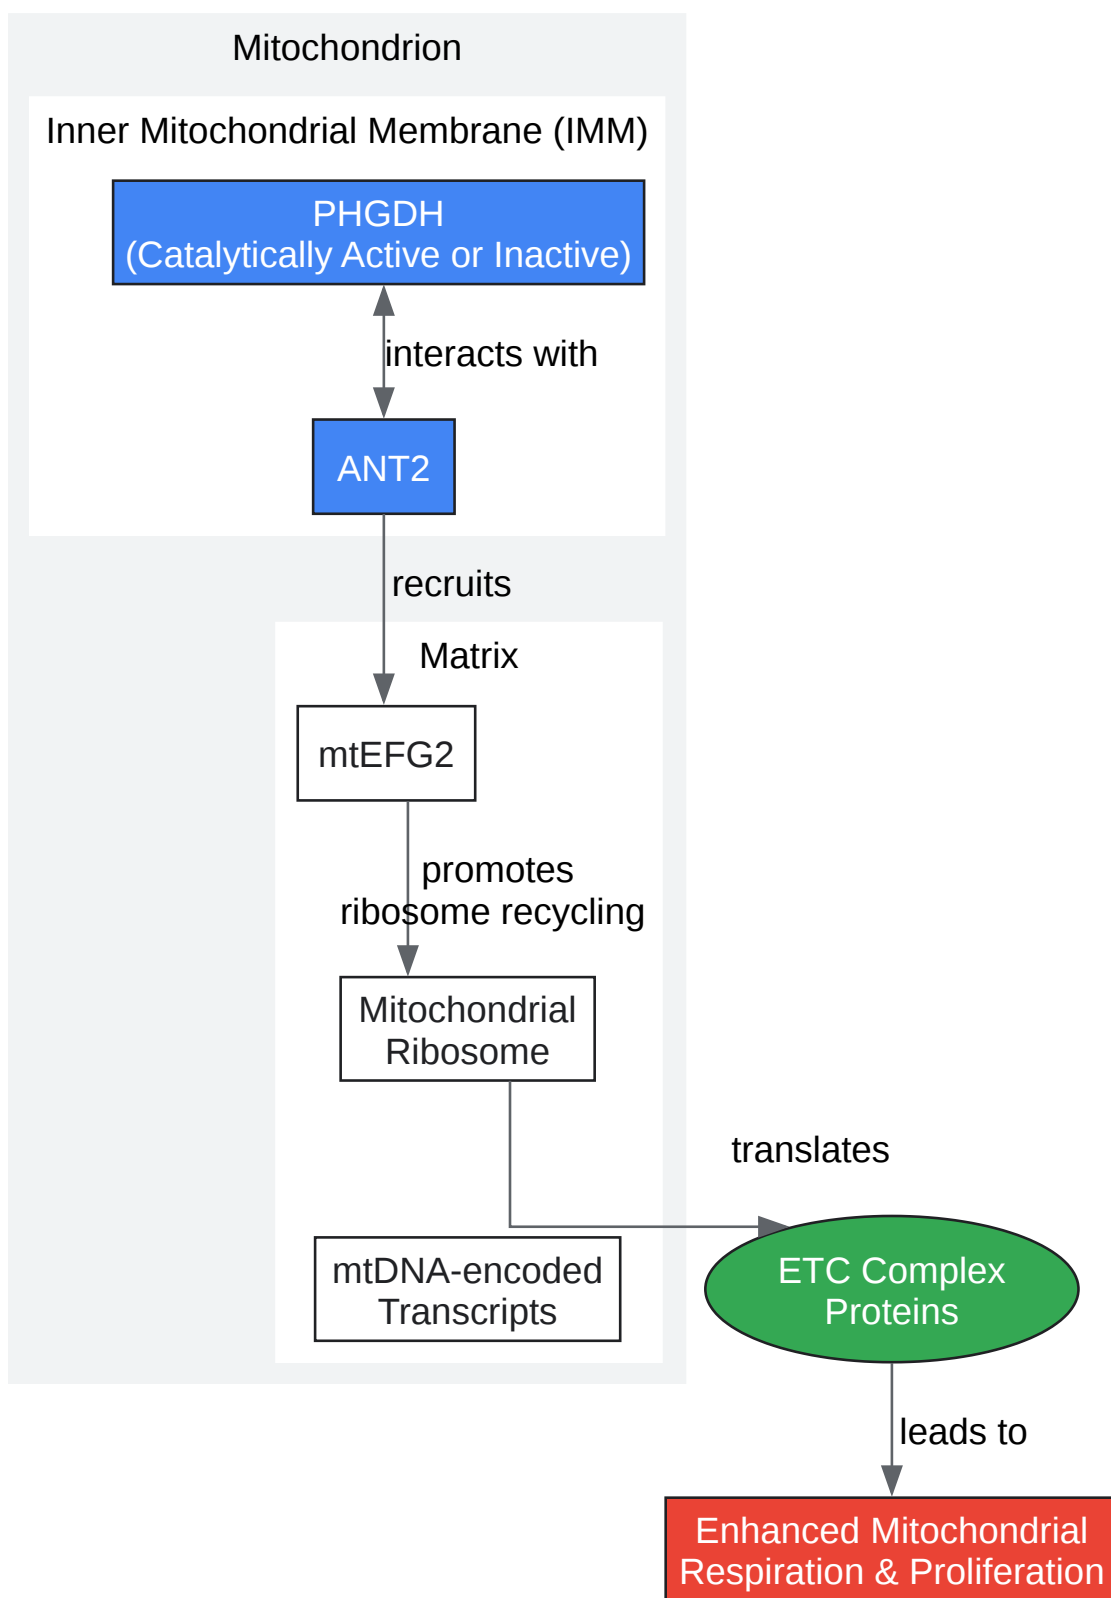 Mitochondrion
Inner Mitochondrial Membrane (IMM)
PHGDH
(Catalytically Active or Inactive)
interacts with
ANT2
recruits
Matrix
mtEFG2
promotes
ribosome recycling
Mitochondrial
Ribosome
translates
mtDNA-encoded
Transcripts
ETC Complex
Proteins
leads to
Enhanced Mitochondrial
Respiration & Proliferation